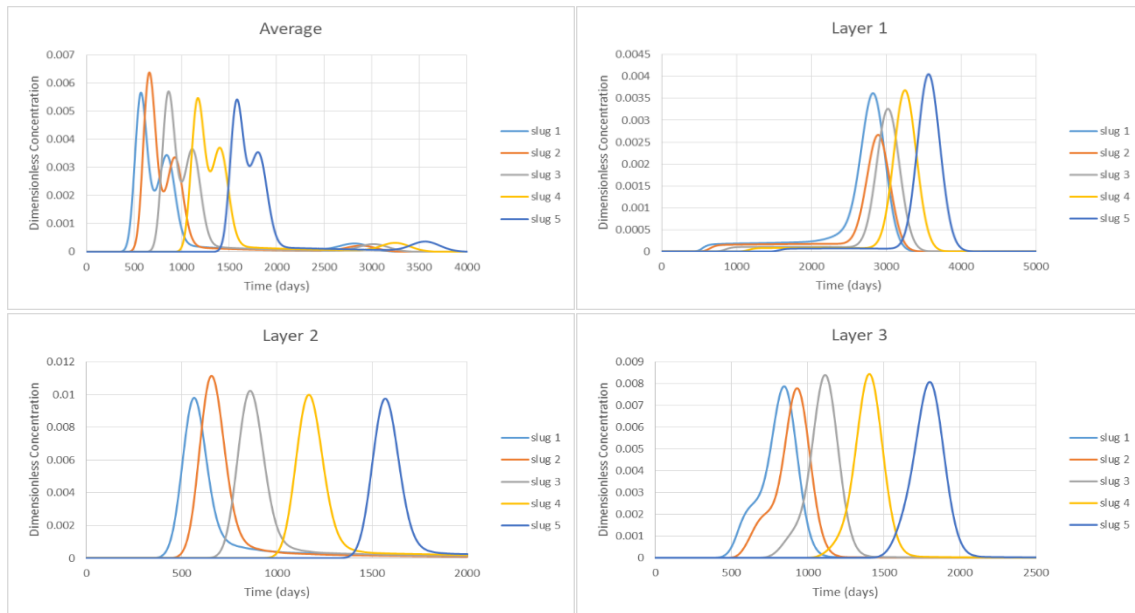 Average
0.007
0.006
0.005
0.004
0.003
0.002
0.001
0
Dimensionless Concentration
0 500 1000 1500 2000 2500 3000 3500 4000
Time (days)
slug 1
slug 2
slug 3
slug 4
slug 5
Layer 1
0.0045
0.004
0.0035
0.003
0.0025
0.002
0.0015
0.001
0.0005
0
Dimensionless Concentration
0 1000 2000 3000 4000 5000
Time (days)
slug 1
slug 2
slug 3
slug 4
slug 5
Layer 2
0.012
0.01
0.008
0.006
0.004
0.002
0
Dimensionless Concentration
0 500 1000 1500 2000
Time (days)
slug 1
slug 2
slug 3
slug 4
slug 5
Layer 3
0.009
0.008
0.007
0.006
0.005
0.004
0.003
0.002
0.001
0
Dimensionless Concentration
0 500 1000 1500 2000 2500
Time (days)
slug 1
slug 2
slug 3
slug 4
slug 5